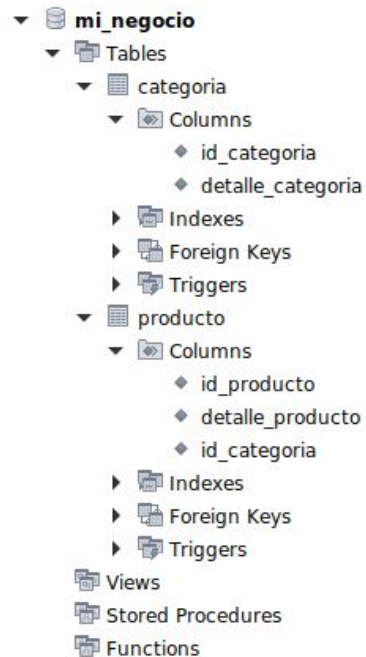 mi_negocio
Tables
categoria
Columns
id_categoria
detalle_categoria
Indexes
Foreign Keys
Triggers
producto
Columns
id_producto
detalle_producto
id_categoria
Indexes
Foreign Keys
Triggers
Views
Stored Procedures
Functions